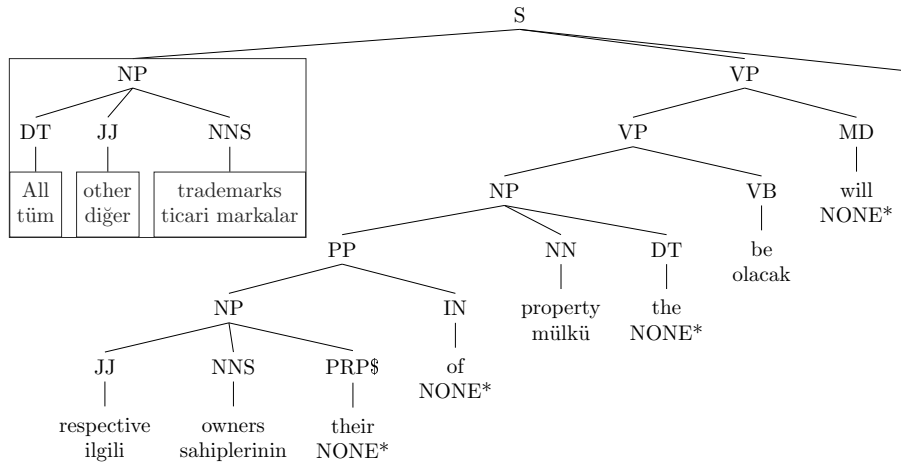 S
NP VP
DT JJ NNS VP MD
All other trademarks NP VB will
tüm diğer ticari markalar NONE*
PP NN DT be
olacak
NP IN property the
mülkü NONE*
JJ NNS PRP$ of
NONE*
respective owners their
ilgili sahiplerinin NONE*